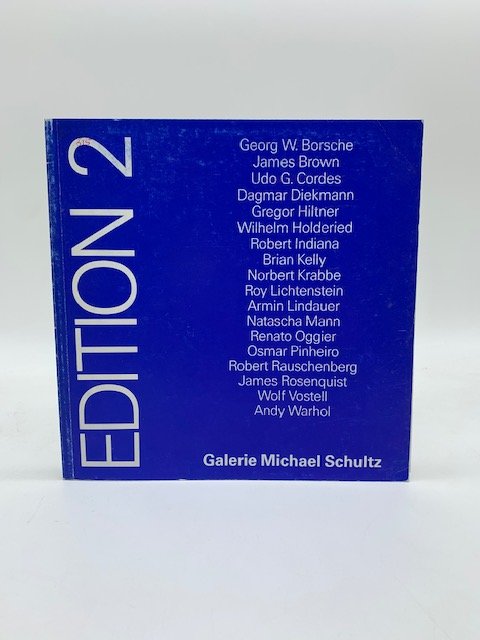 EDITION 2
Georg W. Borsche
James Brown
Udo G. Cordes
Dagmar Diekmann
Gregor Hiltner
Wilhelm Holderied
Robert Indiana
Brian Kelly
Norbert Krabbe
Roy Lichtenstein
Armin Lindauer
Natascha Mann
Renato Oggier
Osmar Pinheiro
Robert Rauschenberg
James Rosenquist
Wolf Vostell
Andy Warhol
Galerie Michael Schultz